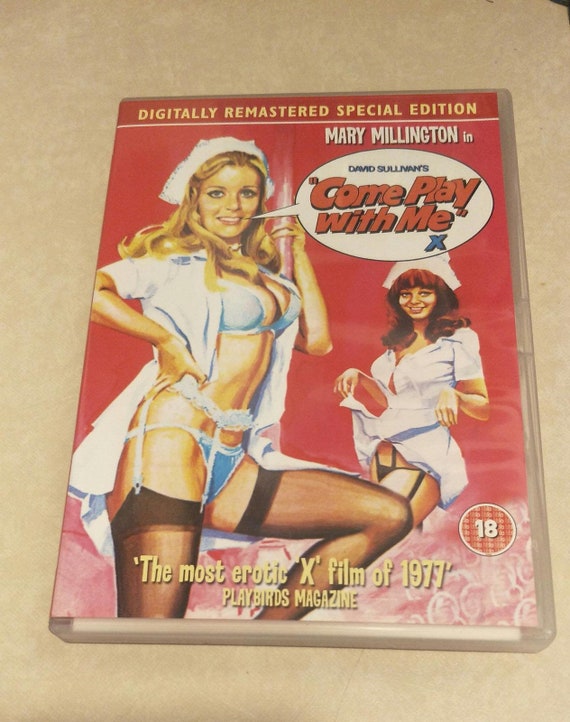 DIGITALLY REMASTERED SPECIAL EDITION
MARY MILLINGTON in
DAVID SULLIVAN'S
"Come Play
with Me"
X
18
'The most erotic 'X' film of 1977'
PLAYBIRDS MAGAZINE